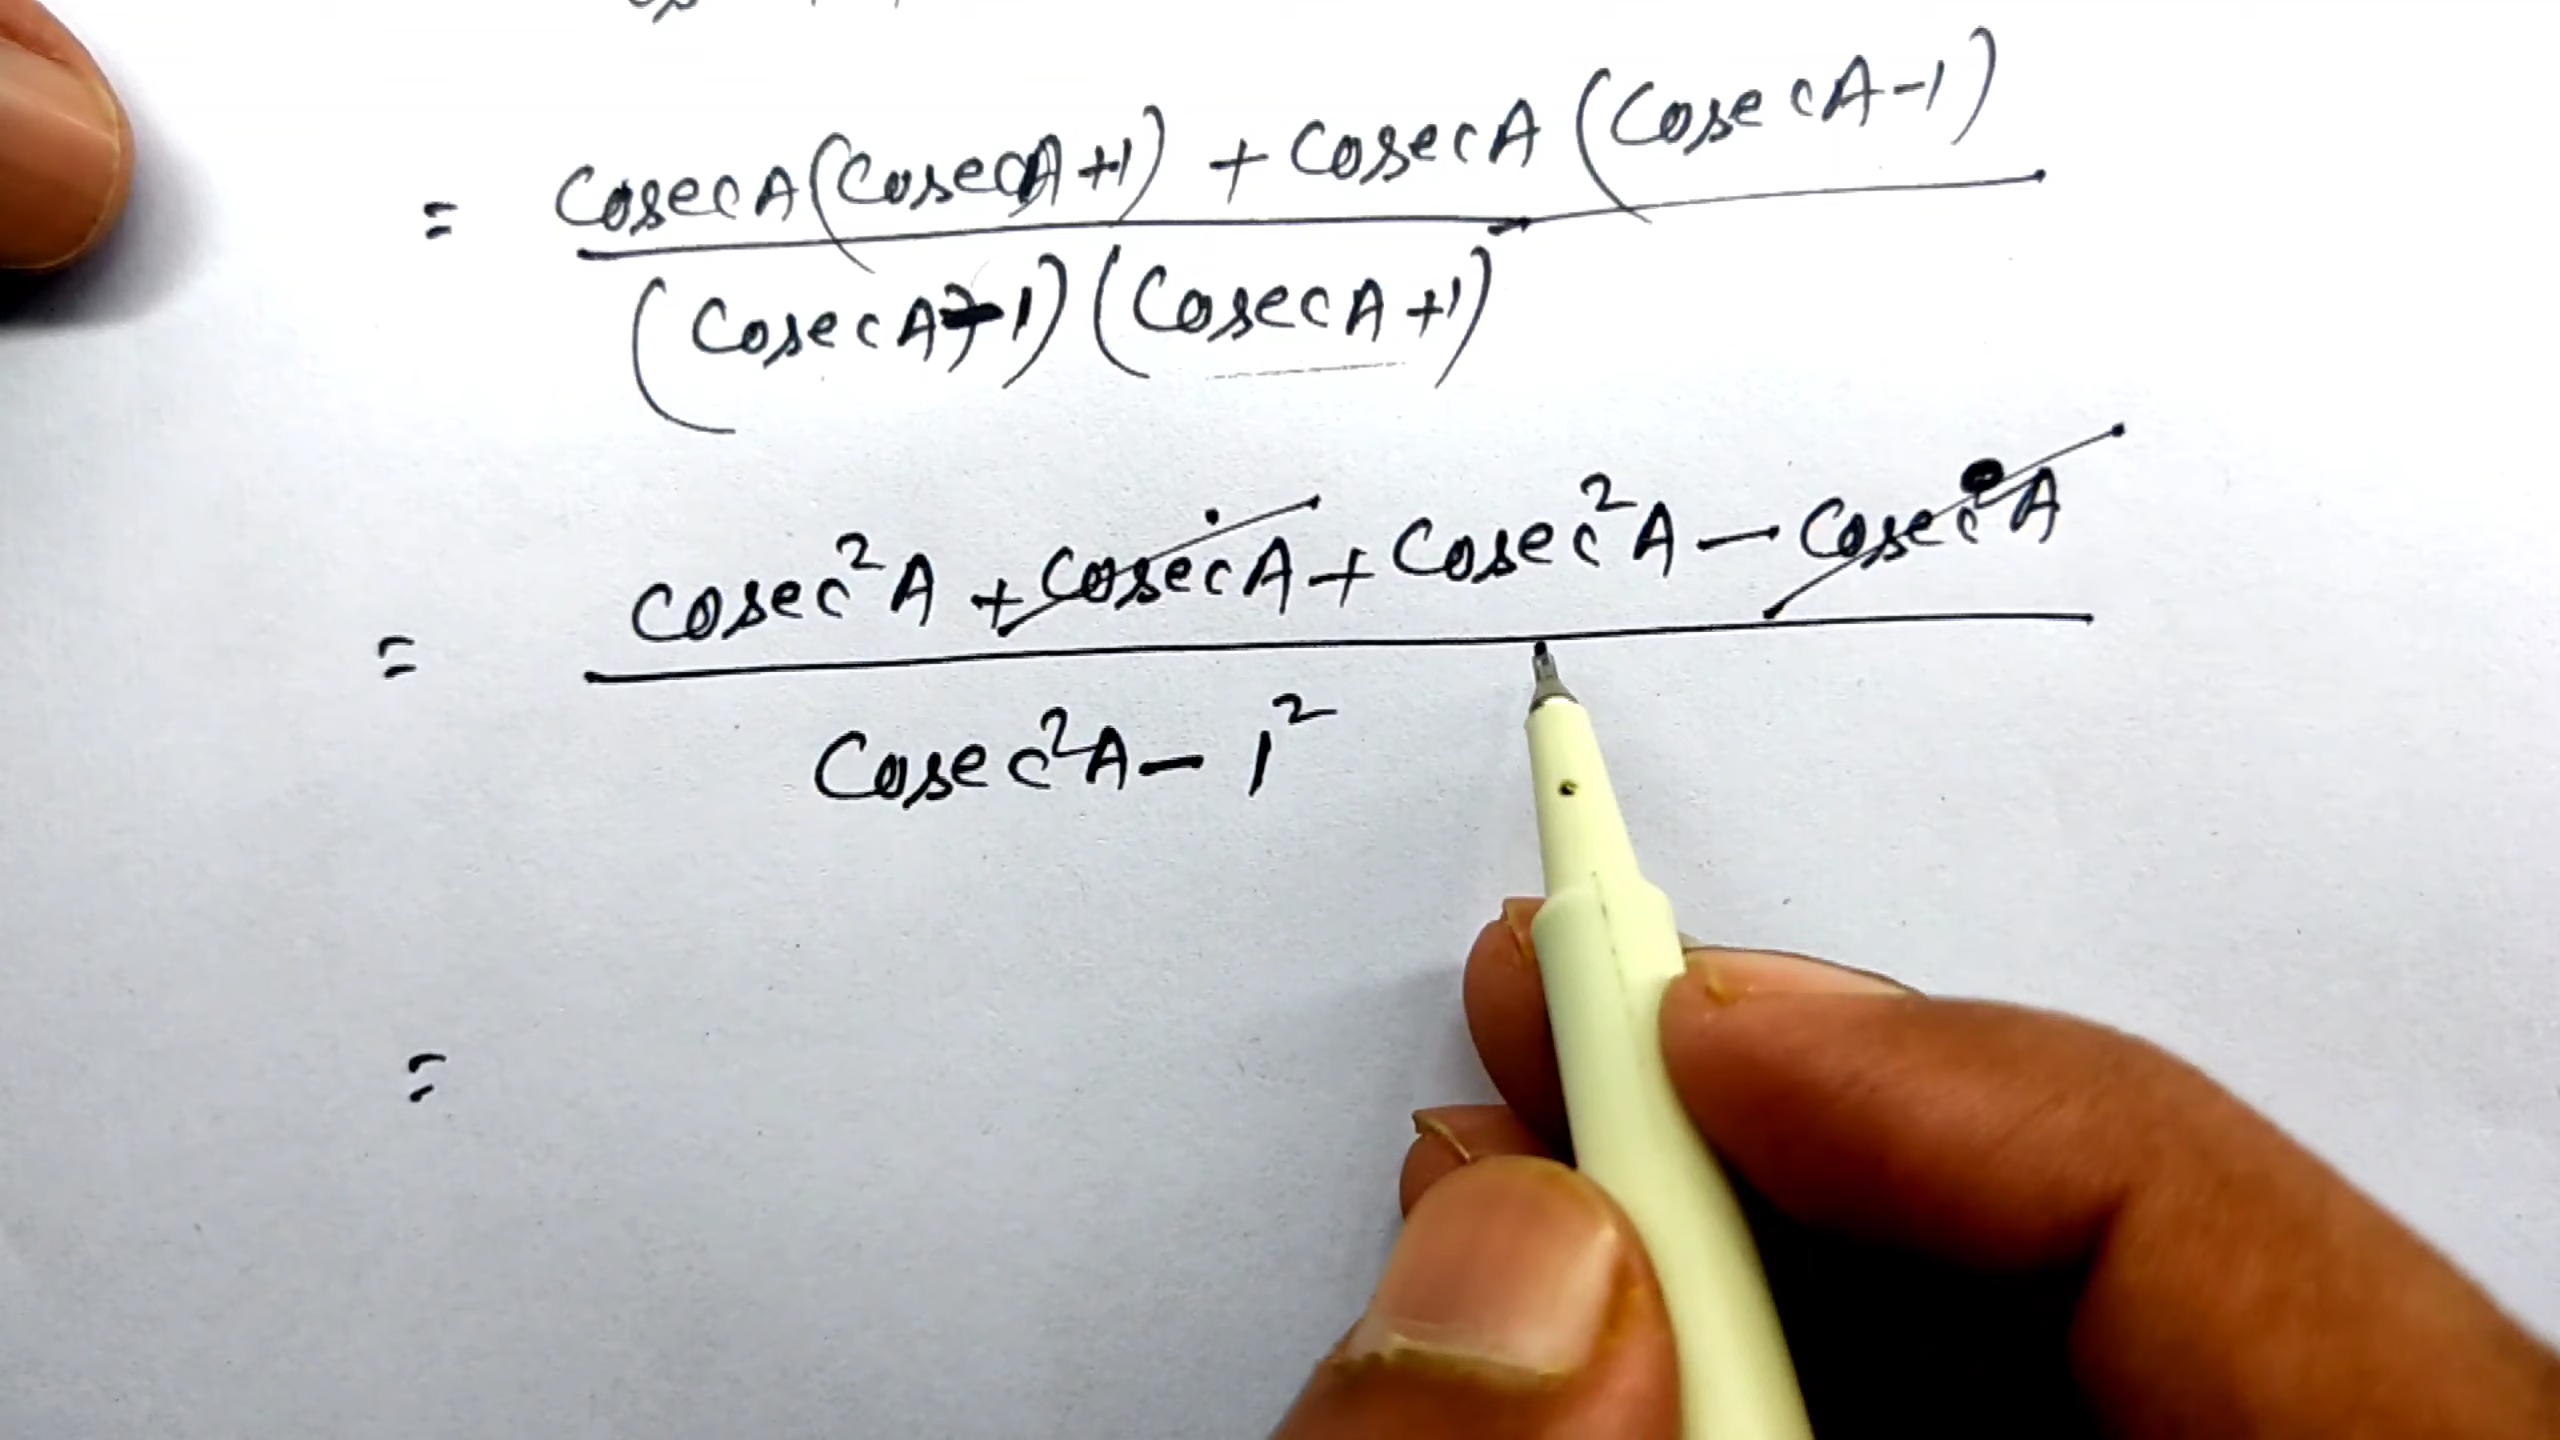 = CosecA(CosecA+1) + CosecA(CosecA-1)
(CosecA-1)(CosecA+1)
= Cosec²A + CosecA + Cosec²A - CosecA
Cosec²A - 1²
=